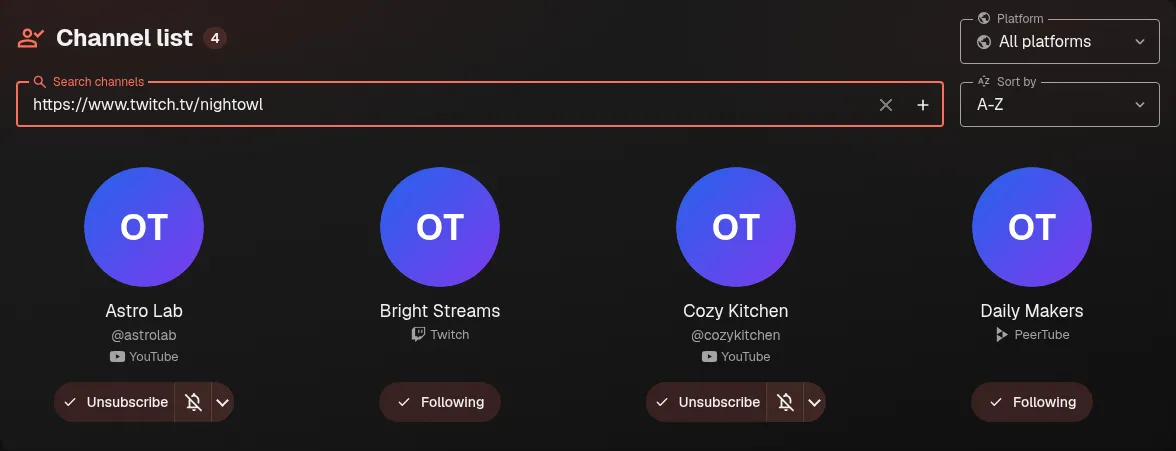 Channel list 4
Platform
All platforms
Search channels
https://www.twitch.tv/nightowl
Sort by
A-Z
OT
OT
OT
OT
Astro Lab
@astrolab
YouTube
Unsubscribe
Bright Streams
Twitch
Following
Cozy Kitchen
@cozykitchen
YouTube
Unsubscribe
Daily Makers
PeerTube
Following